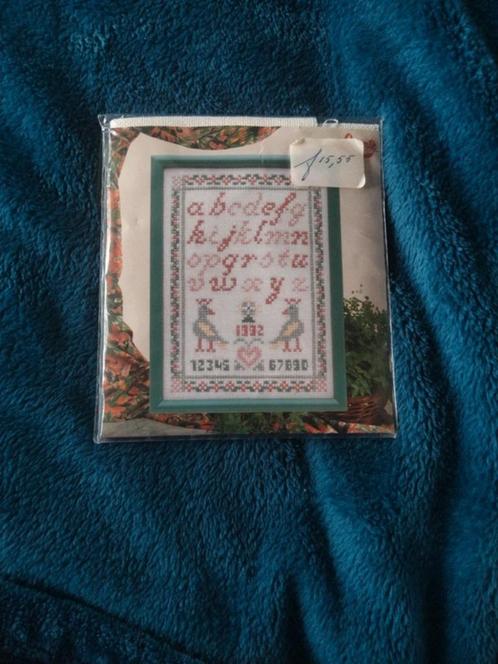 ƒ15,55
abcdefg
hijklmn
opqrstu
vwxyz
1992
12345 67890